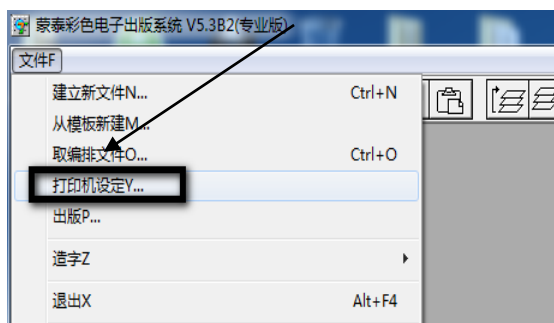 蒙泰彩色电子出版系统 V5.3B2(专业版)
文件F
建立新文件N... Ctrl+N
从模板新建M...
取编排文件O... Ctrl+O
打印机设定Y...
出版P...
造字Z
退出X Alt+F4